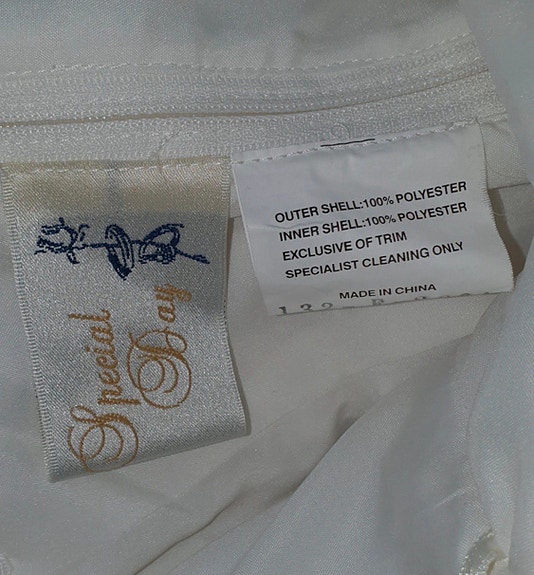 Special
Day
OUTER SHELL:100% POLYESTER
INNER SHELL:100% POLYESTER
EXCLUSIVE OF TRIM
SPECIALIST CLEANING ONLY
MADE IN CHINA